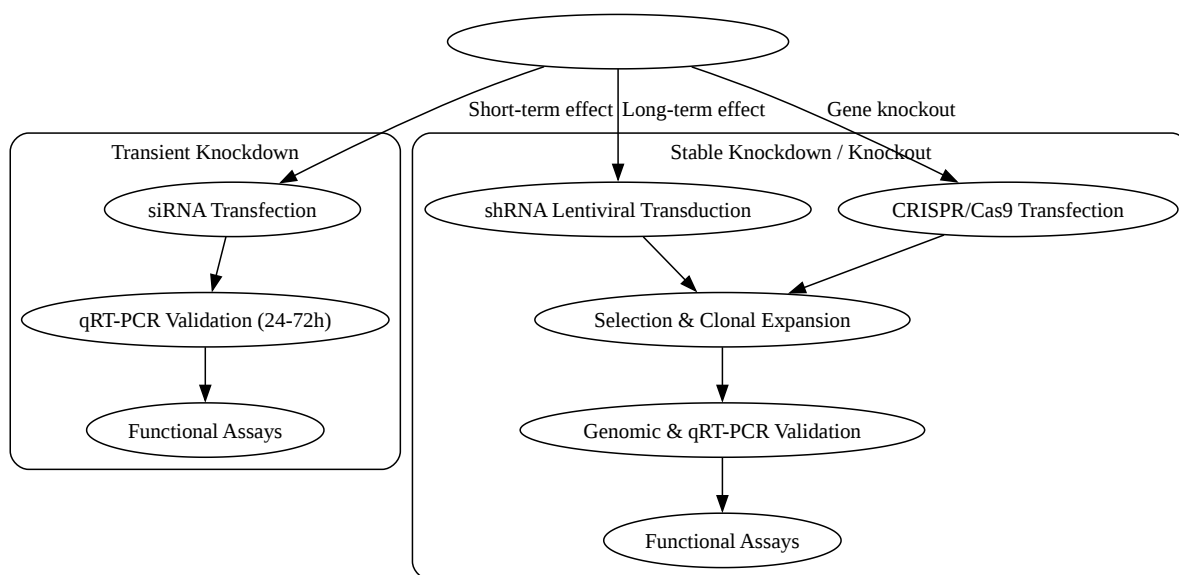 Short-term effect
Long-term effect
Gene knockout
Transient Knockdown
Stable Knockdown / Knockout
siRNA Transfection
shRNA Lentiviral Transduction
CRISPR/Cas9 Transfection
qRT-PCR Validation (24-72h)
Selection & Clonal Expansion
Functional Assays
Genomic & qRT-PCR Validation
Functional Assays